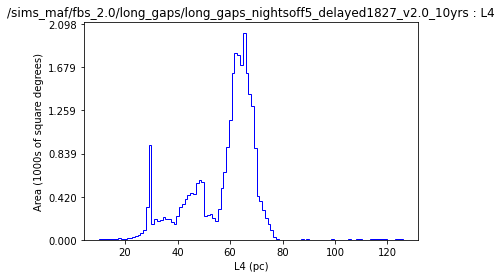 /sims_maf/fbs_2.0/long_gaps/long_gaps_nightsoff5_delayed1827_v2.0_10yrs : L4
2.098
1.679
1.259
0.839
0.420
0.000
Area (1000s of square degrees)
20 40 60 80 100 120
L4 (pc)